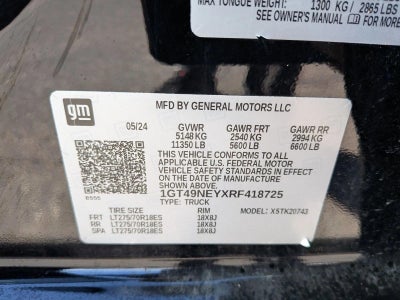 MAX TONGUE WEIGHT: 1300 KG / 2865 LBS
SEE OWNER'S MANUAL FOR
gm
MFD BY GENERAL MOTORS LLC
05/24 GVWR GAWR FRT GAWR RR
5148 KG 2540 KG 2994 KG
11350 LB 5600 LB 6600 LB
THIS VEHICLE CONFORMS TO ALL
APPLICABLE U.S. FEDERAL MOTOR
VEHICLE SAFETY STANDARDS IN
EFFECT ON THE DATE OF
MANUFACTURE SHOWN ABOVE.
1GT49NEYXRF418725
TYPE: TRUCK
TIRE SIZE RIM MODEL: X5TK20743
FRT LT275/70R18ES 18X8J
RR LT275/70R18ES 18X8J
SPA LT275/70R18ES 18X8J